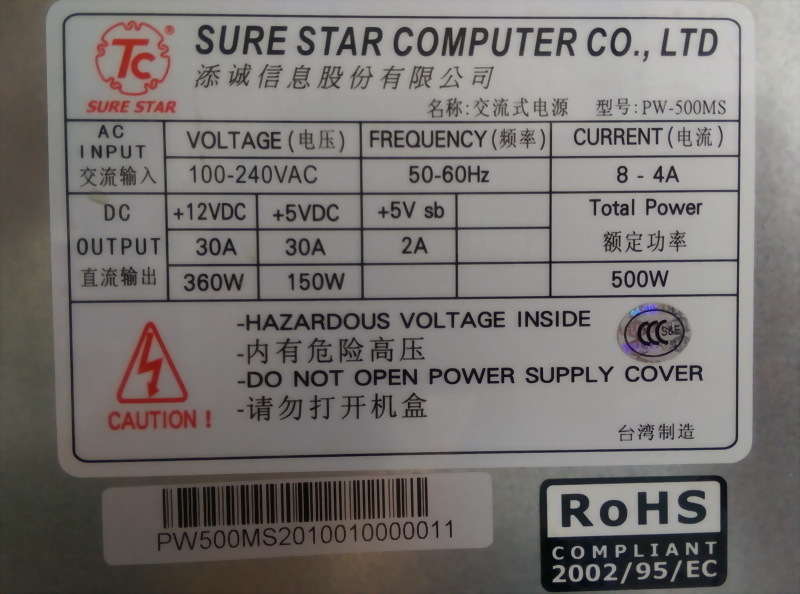 TC®
SURE STAR
SURE STAR COMPUTER CO., LTD
添诚信息股份有限公司
名称:交流式电源 型号:PW-500MS
AC INPUT 交流输入
VOLTAGE (电压) FREQUENCY (频率) CURRENT (电流)
100-240VAC 50-60Hz 8 - 4A
DC OUTPUT 直流输出
+12VDC +5VDC +5V sb Total Power
30A 30A 2A 额定功率
360W 150W 500W
-HAZARDOUS VOLTAGE INSIDE
-内有危险高压
-DO NOT OPEN POWER SUPPLY COVER
-请勿打开机盒
CAUTION !
CCC S&E
台湾制造
PW500MS2010010000011
RoHS
COMPLIANT
2002/95/EC